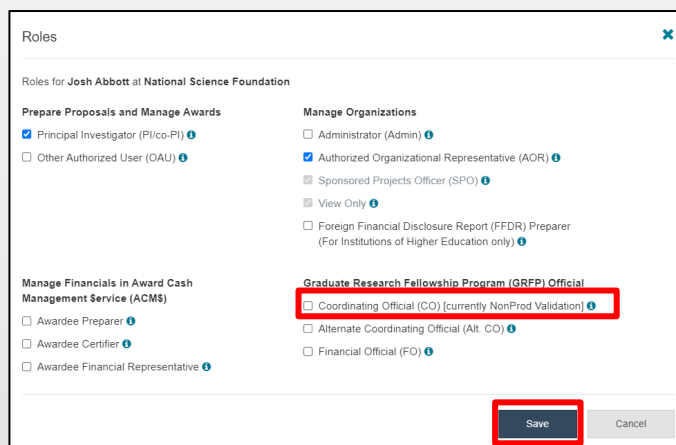 Roles
Roles for Josh Abbott at National Science Foundation
Prepare Proposals and Manage Awards
Principal Investigator (PI/co-PI)
Other Authorized User (OAU)
Manage Organizations
Administrator (Admin)
Authorized Organizational Representative (AOR)
Sponsored Projects Officer (SPO)
View Only
Foreign Financial Disclosure Report (FFDR) Preparer
(For Institutions of Higher Education only)
Manage Financials in Award Cash
Management $ervice (ACM$)
Awardee Preparer
Awardee Certifier
Awardee Financial Representative
Graduate Research Fellowship Program (GRFP) Official
Coordinating Official (CO) [currently NonProd Validation]
Alternate Coordinating Official (Alt. CO)
Financial Official (FO)
Save
Cancel